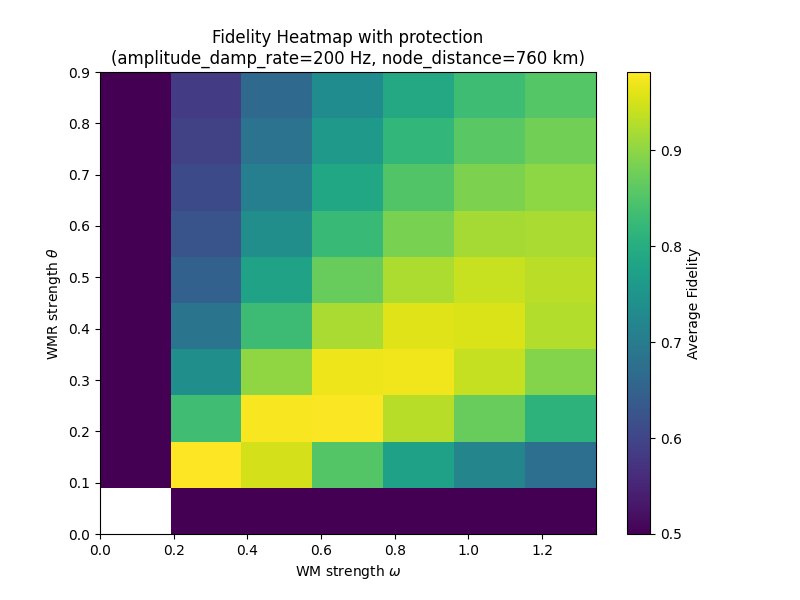 Fidelity Heatmap with protection
(amplitude_damp_rate=200 Hz, node_distance=760 km)
0.9
0.8
0.7
0.6
0.5
0.4
0.3
0.2
0.1
0.0
WMR strength θ
0.0 0.2 0.4 0.6 0.8 1.0 1.2
WM strength ω
0.9
0.8
0.7
0.6
0.5
Average Fidelity